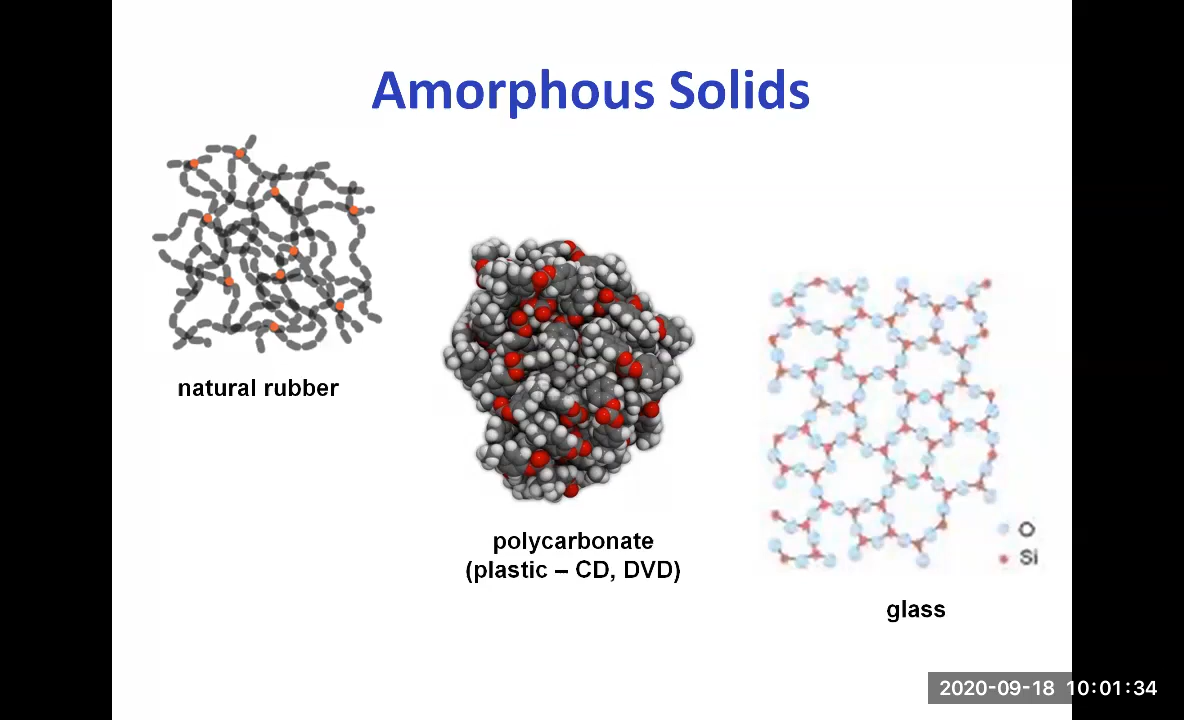 Amorphous Solids
natural rubber
polycarbonate
(plastic – CD, DVD)
O
Si
glass
2020-09-18 10:01:34